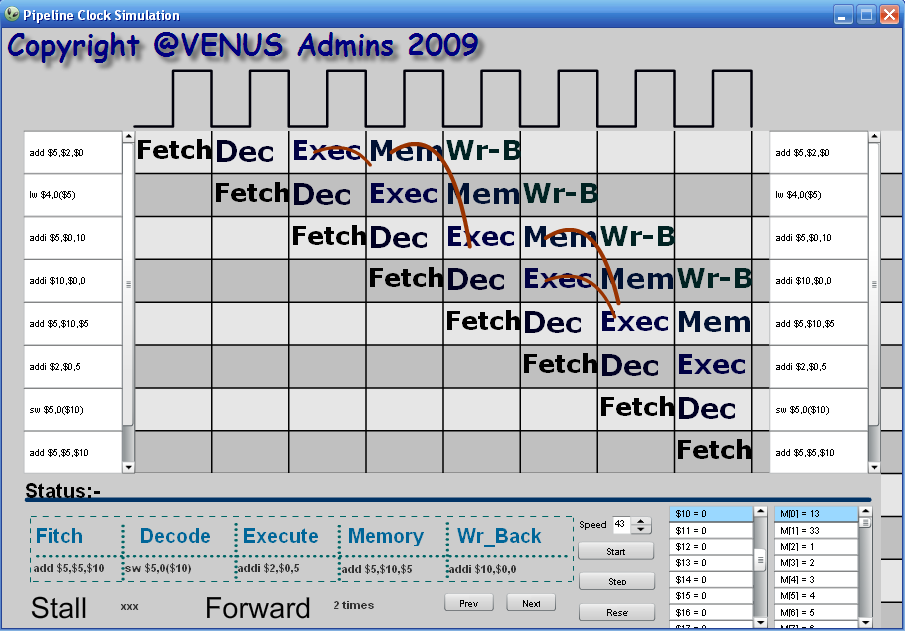 Pipeline Clock Simulation
Copyright @VENUS Admins 2009
add $5,$2,$0 Fetch Dec Exec Mem Wr-B add $5,$2,$0
lw $4,0($5) Fetch Dec Exec Mem Wr-B lw $4,0($5)
addi $5,$0,10 Fetch Dec Exec Mem Wr-B addi $5,$0,10
addi $10,$0,0 Fetch Dec Exec Mem Wr-B addi $10,$0,0
add $5,$10,$5 Fetch Dec Exec Mem add $5,$10,$5
addi $2,$0,5 Fetch Dec Exec addi $2,$0,5
sw $5,0($10) Fetch Dec sw $5,0($10)
add $5,$5,$10 Fetch add $5,$5,$10
Status:-
Fitch Decode Execute Memory Wr_Back
add $5,$5,$10 sw $5,0($10) addi $2,$0,5 add $5,$10,$5 addi $10,$0,0
Stall xxx Forward 2 times
Prev Next
Speed 43
Start
Step
Rese
$10 = 0 M[0] = 13
$11 = 0 M[1] = 33
$12 = 0 M[2] = 1
$13 = 0 M[3] = 2
$14 = 0 M[4] = 3
$15 = 0 M[5] = 4
$16 = 0 M[6] = 5